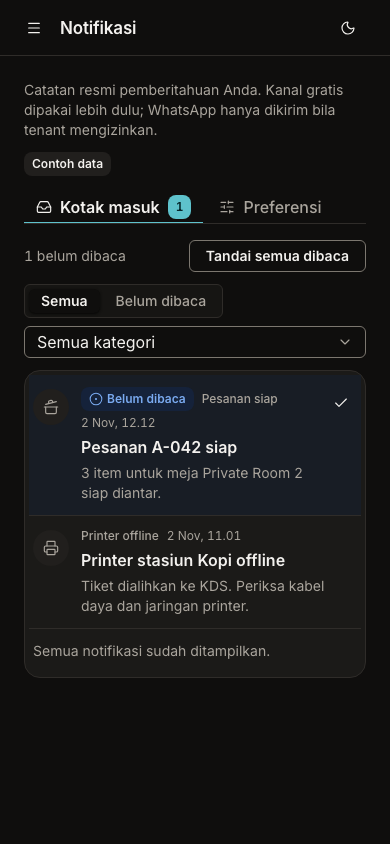 Notifikasi
Catatan resmi pemberitahuan Anda. Kanal gratis
dipakai lebih dulu; WhatsApp hanya dikirim bila
tenant mengizinkan.
Contoh data
Kotak masuk 1 Preferensi
1 belum dibaca Tandai semua dibaca
Semua Belum dibaca
Semua kategori
Belum dibaca Pesanan siap
2 Nov, 12.12
Pesanan A-042 siap
3 item untuk meja Private Room 2
siap diantar.
Printer offline 2 Nov, 11.01
Printer stasiun Kopi offline
Tiket dialihkan ke KDS. Periksa kabel
daya dan jaringan printer.
Semua notifikasi sudah ditampilkan.